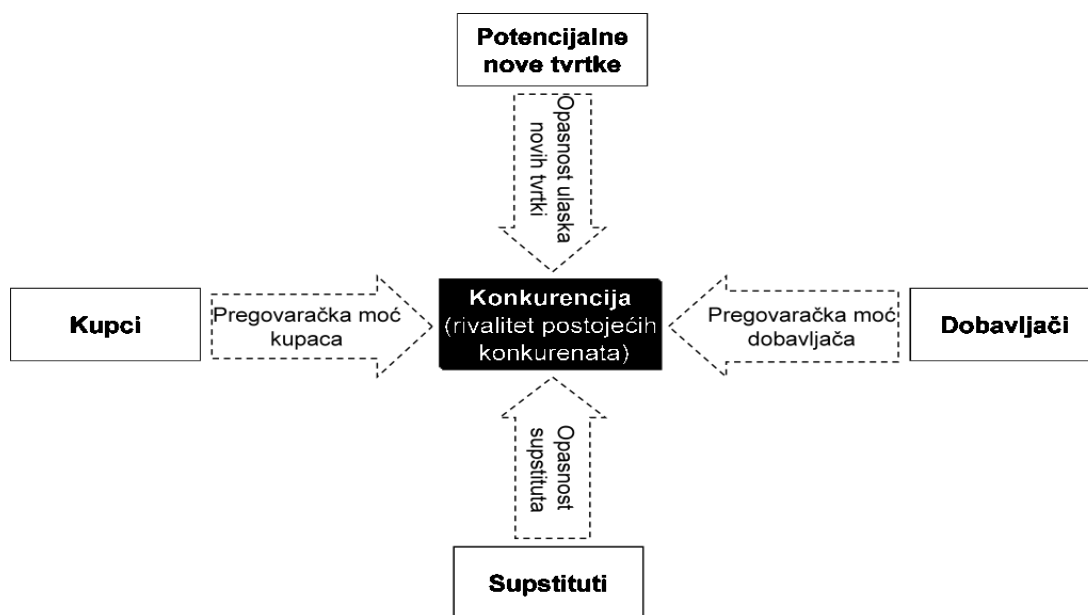 Potencijalne
nove tvrtke
Opasnost ulaska
novih tvrtki
Kupci
Pregovaračka moć
kupaca
Konkurencija
(rivalitet postojećih
konkurenata)
Pregovaračka moć
dobavljača
Dobavljači
Opasnost
supstituta
Supstituti